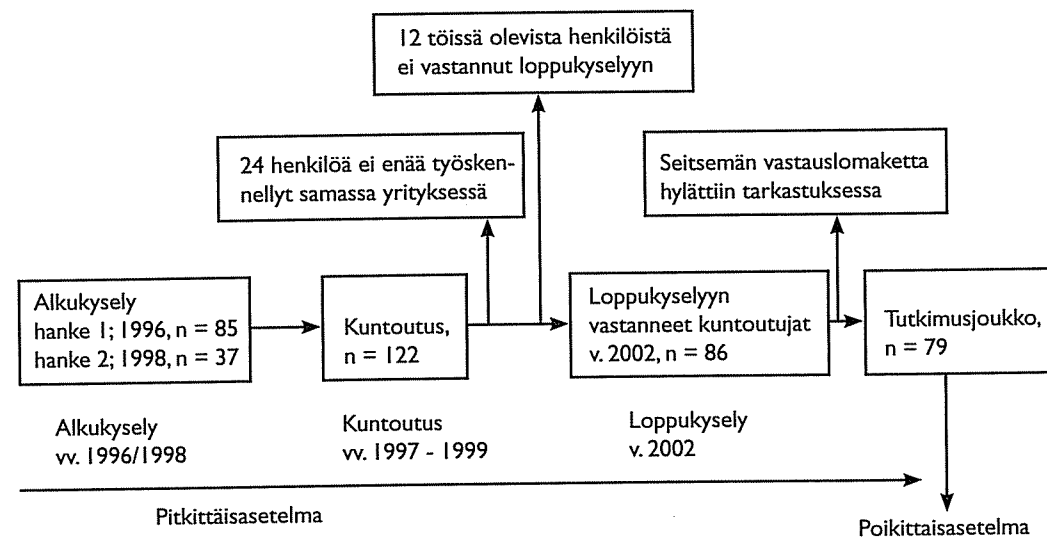 12 töissä olevista henkilöistä
ei vastannut loppukyselyyn
24 henkilöä ei enää työsken-
nellyt samassa yrityksessä
Seitsemän vastauslomaketta
hylättiin tarkastuksessa
Alkukysely
hanke 1; 1996, n = 85
hanke 2; 1998, n = 37
Kuntoutus,
n = 122
Loppukyselyyn
vastanneet kuntoutujat
v. 2002, n = 86
Tutkimusjoukko,
n = 79
Alkukysely
vv. 1996/1998
Kuntoutus
vv. 1997 - 1999
Loppukysely
v. 2002
Pitkittäisasetelma
Poikittaisasetelma